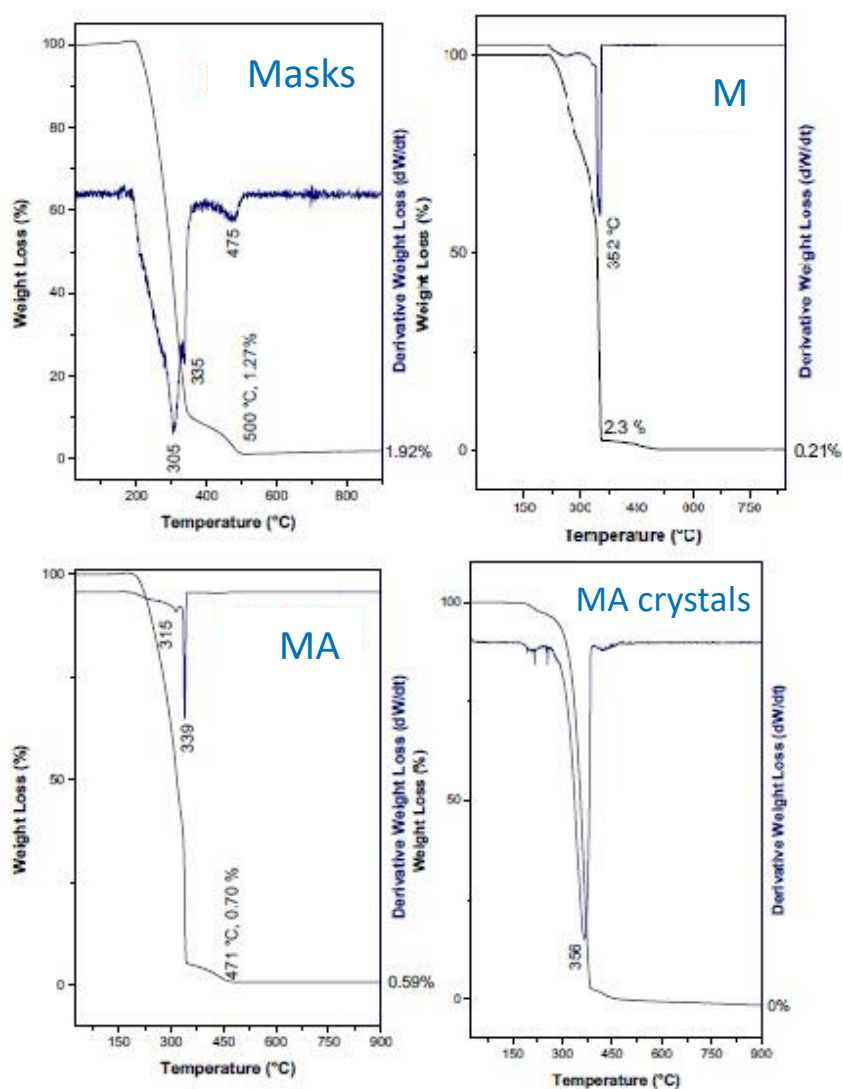 Masks
100
80
60
40
20
0
Weight Loss (%)
Derivative Weight Loss (dW/dt)
475
335
305
500 °C, 1.27%
1.92%
0
200
400
600
800
Temperature (°C)
M
100
50
0
Weight Loss (%)
Derivative Weight Loss (dW/dt)
352 °C
2.3 %
0.21%
150
300
450
600
750
Temperature (°C)
MA
100
50
0
Weight Loss (%)
Derivative Weight Loss (dW/dt)
315
339
471 °C, 0.70 %
0.59%
150
300
450
600
750
900
Temperature (°C)
MA crystals
100
50
0
Weight Loss (%)
Derivative Weight Loss (dW/dt)
356
0%
150
300
450
600
750
900
Temperature (°C)